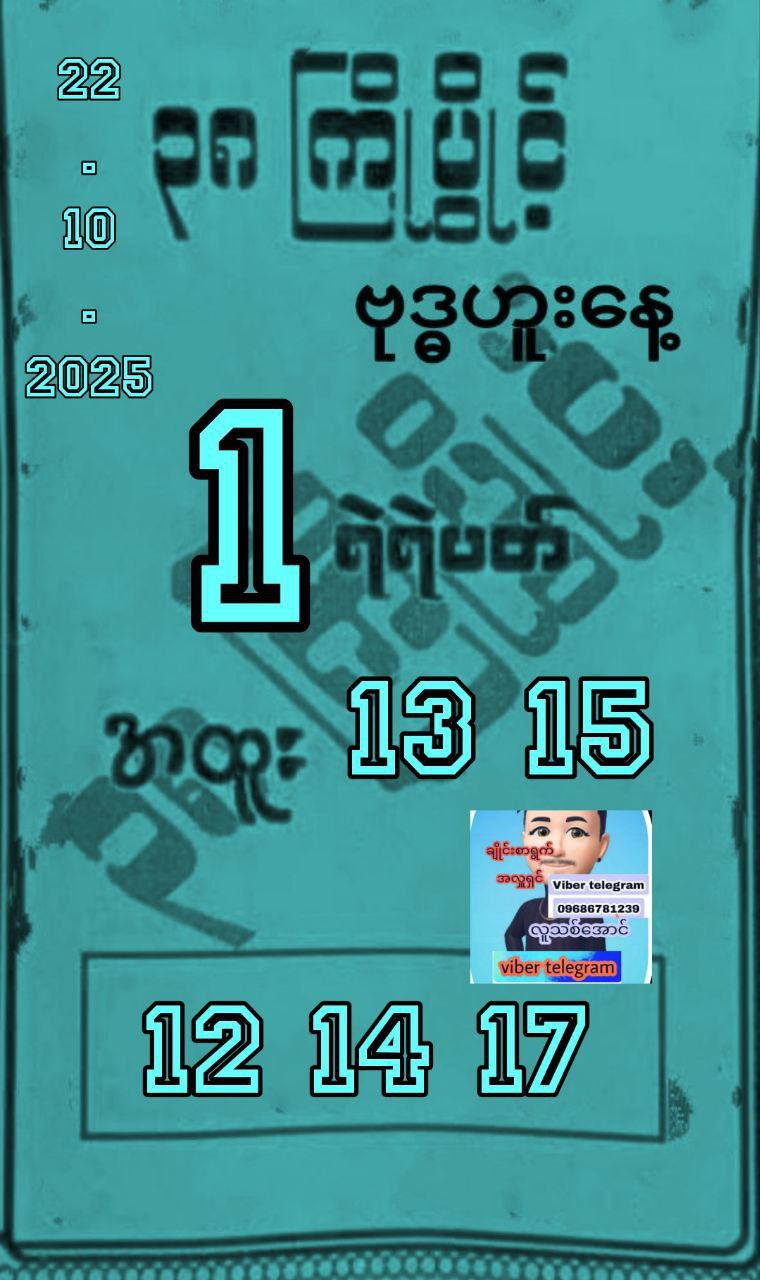 22
.
10
.
2025
ဥာဏ်ကြီးပွိုင့်
ဗုဒ္ဓဟူးနေ့
1 ရဲရဲပတ်
အထူး 13 15
ချိုင်းစာရွက်
အလှူရှင်
Viber telegram
09686781239
လူသစ်အောင်
viber telegram
12 14 17